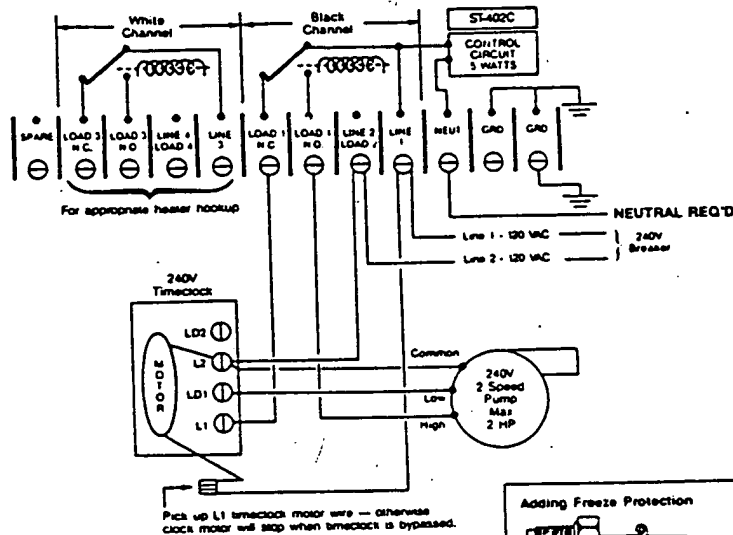 White
Channel
Black
Channel
ST-402C
CONTROL
CIRCUIT
5 WATTS
SPARE
LOAD 3
N.C.
LOAD 3
N.O
LINE 4
LOAD 4
LINE
3
LOAD 1
N.C
LOAD 1
N.O.
LINE 2
LOAD 2
LINE
1
NEUT
GRD
GRD
For appropriate heater hookup
NEUTRAL REQ'D
Line 1 - 120 VAC
Line 2 - 120 VAC
240V
Breaker
240V
Timeclock
LD2
L2
LD1
L1
MOTOR
Common
Low
High
240V
2 Speed
Pump
Max
2 HP
Pick up L1 timeclock motor wire — otherwise
clock motor will stop when timeclock is bypassed.
Adding Freeze Protection